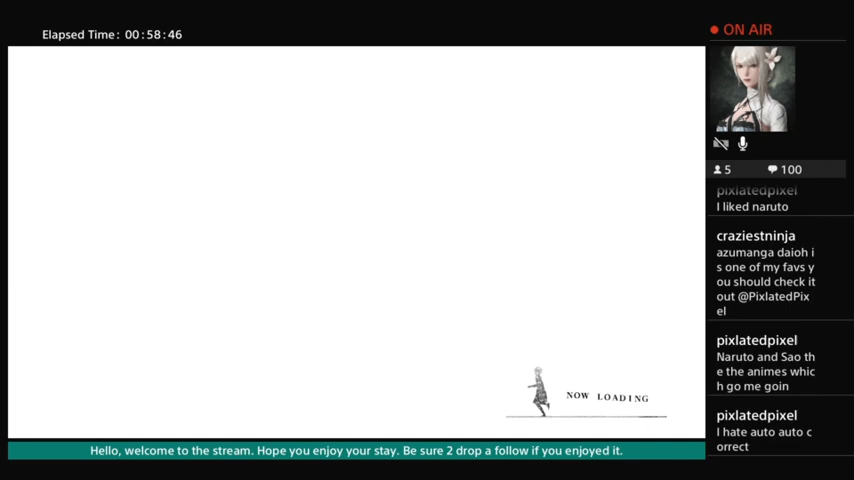 Elapsed Time: 00:58:46
ON AIR
5
100
pixlatedpixel
I liked naruto
craziestninja
azumanga daioh i
s one of my favs y
ou should check it
out @PixlatedPix
el
pixlatedpixel
Naruto and Sao th
e the animes whic
h go me goin
pixlatedpixel
I hate auto auto c
orrect
NOW LOADING
Hello, welcome to the stream. Hope you enjoy your stay. Be sure 2 drop a follow if you enjoyed it.